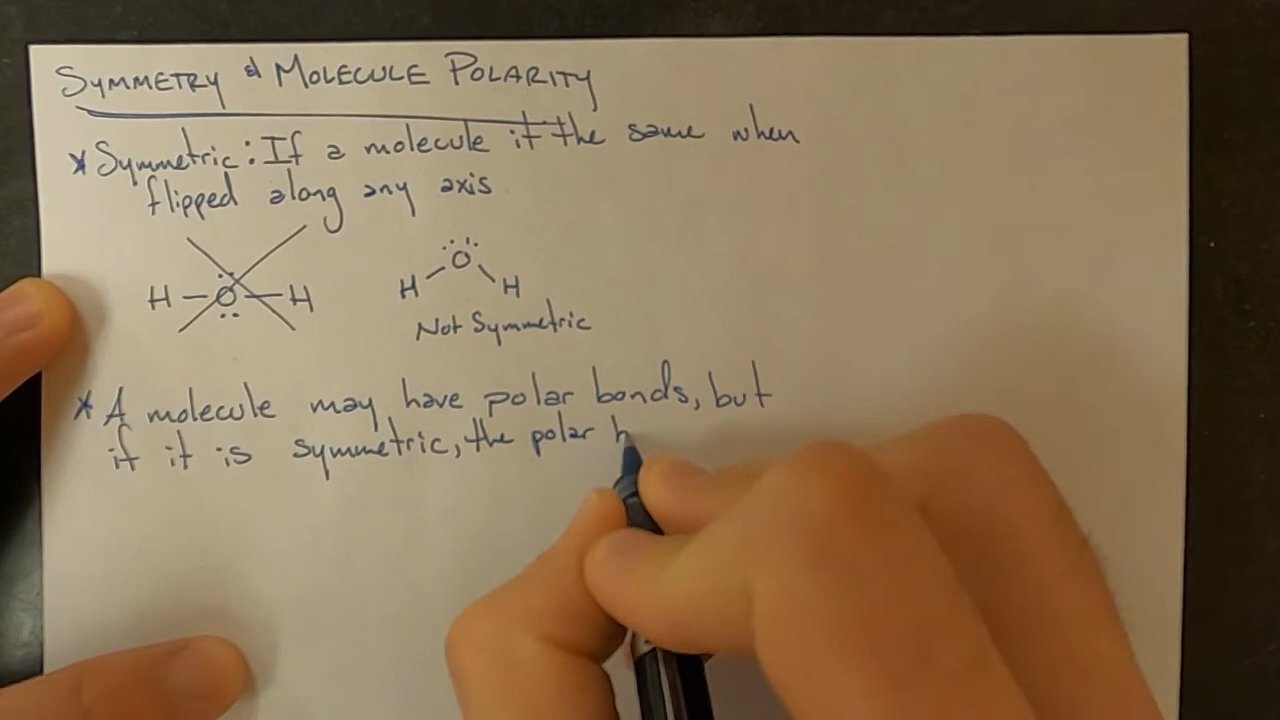 SYMMETRY & MOLECULE POLARITY
* Symmetric: If a molecule if the same when
flipped along any axis
H - O - H
O
H H
Not Symmetric
* A molecule may have polar bonds, but
if it is symmetric, the polar